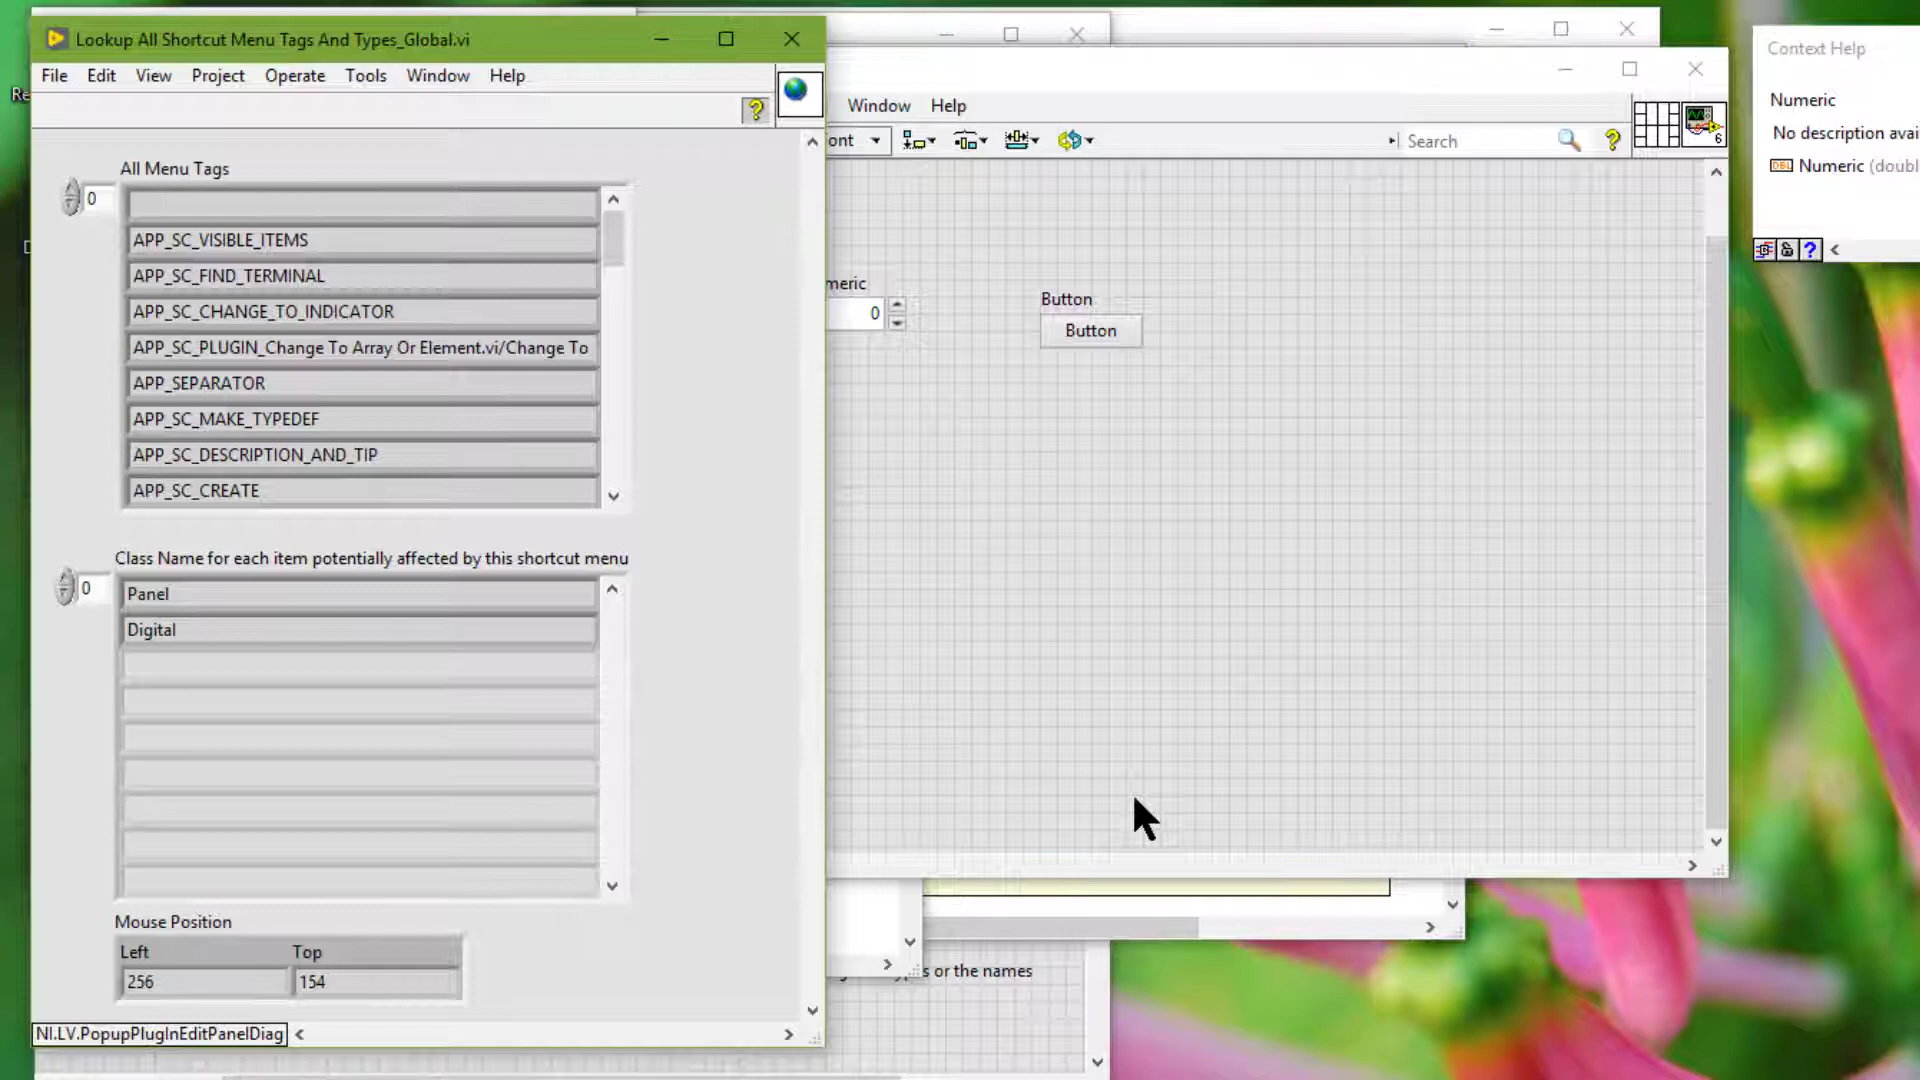 Lookup All Shortcut Menu Tags And Types_Global.vi
File Edit View Project Operate Tools Window Help
All Menu Tags
0
APP_SC_VISIBLE_ITEMS
APP_SC_FIND_TERMINAL
APP_SC_CHANGE_TO_INDICATOR
APP_SC_PLUGIN_Change To Array Or Element.vi/Change To
APP_SEPARATOR
APP_SC_MAKE_TYPEDEF
APP_SC_DESCRIPTION_AND_TIP
APP_SC_CREATE
Class Name for each item potentially affected by this shortcut menu
0
Panel
Digital
Mouse Position
Left Top
256 154
NI.LV.PopupPlugInEditPanelDiag
Window Help
ont
Search
6
meric
0
Button
Button
s or the names
Context Help
Numeric
No description avai
DBL Numeric (doubl
Re